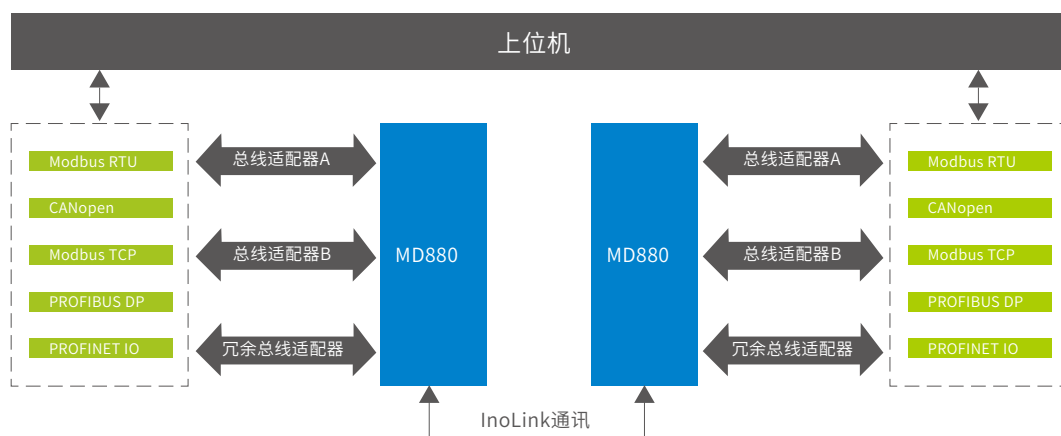 上位机
Modbus RTU
CANopen
Modbus TCP
PROFIBUS DP
PROFINET IO
总线适配器A
总线适配器B
冗余总线适配器
MD880
MD880
总线适配器A
总线适配器B
冗余总线适配器
Modbus RTU
CANopen
Modbus TCP
PROFIBUS DP
PROFINET IO
InoLink通讯